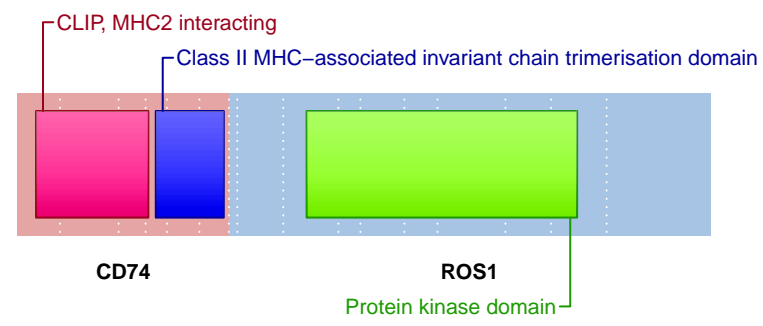 CLIP, MHC2 interacting
Class II MHC−associated invariant chain trimerisation domain
CD74
ROS1
Protein kinase domain